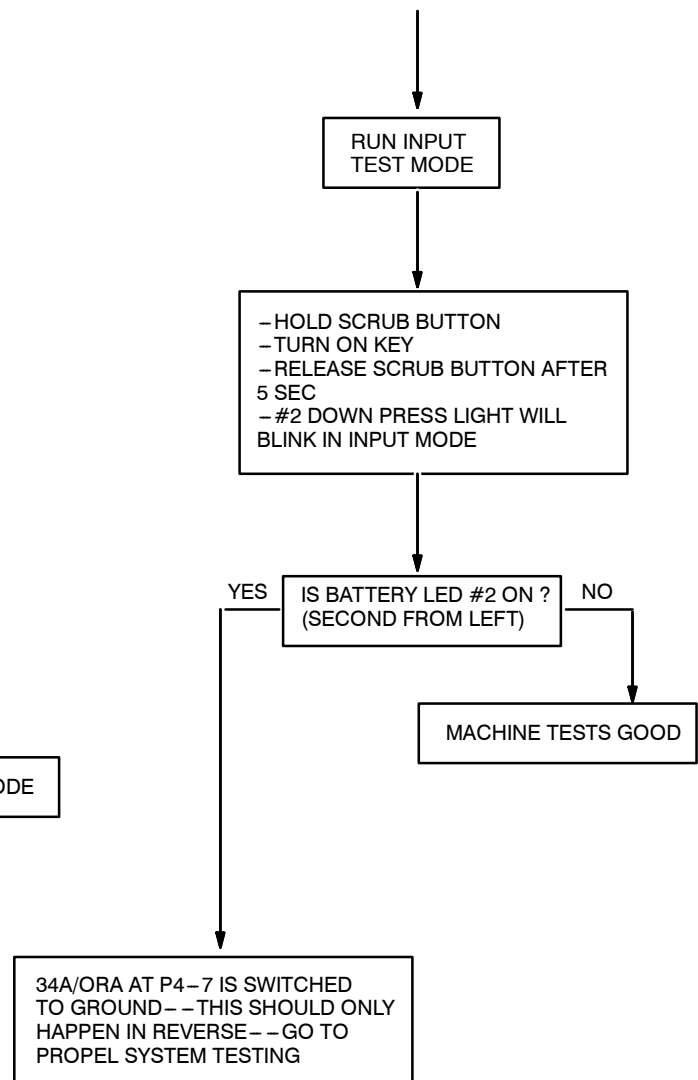 RUN INPUT
TEST MODE
–HOLD SCRUB BUTTON
–TURN ON KEY
–RELEASE SCRUB BUTTON AFTER
5 SEC
–#2 DOWN PRESS LIGHT WILL
BLINK IN INPUT MODE
YES
IS BATTERY LED #2 ON ?
(SECOND FROM LEFT)
NO
MACHINE TESTS GOOD
ODE
34A/ORA AT P4–7 IS SWITCHED
TO GROUND– –THIS SHOULD ONLY
HAPPEN IN REVERSE– –GO TO
PROPEL SYSTEM TESTING